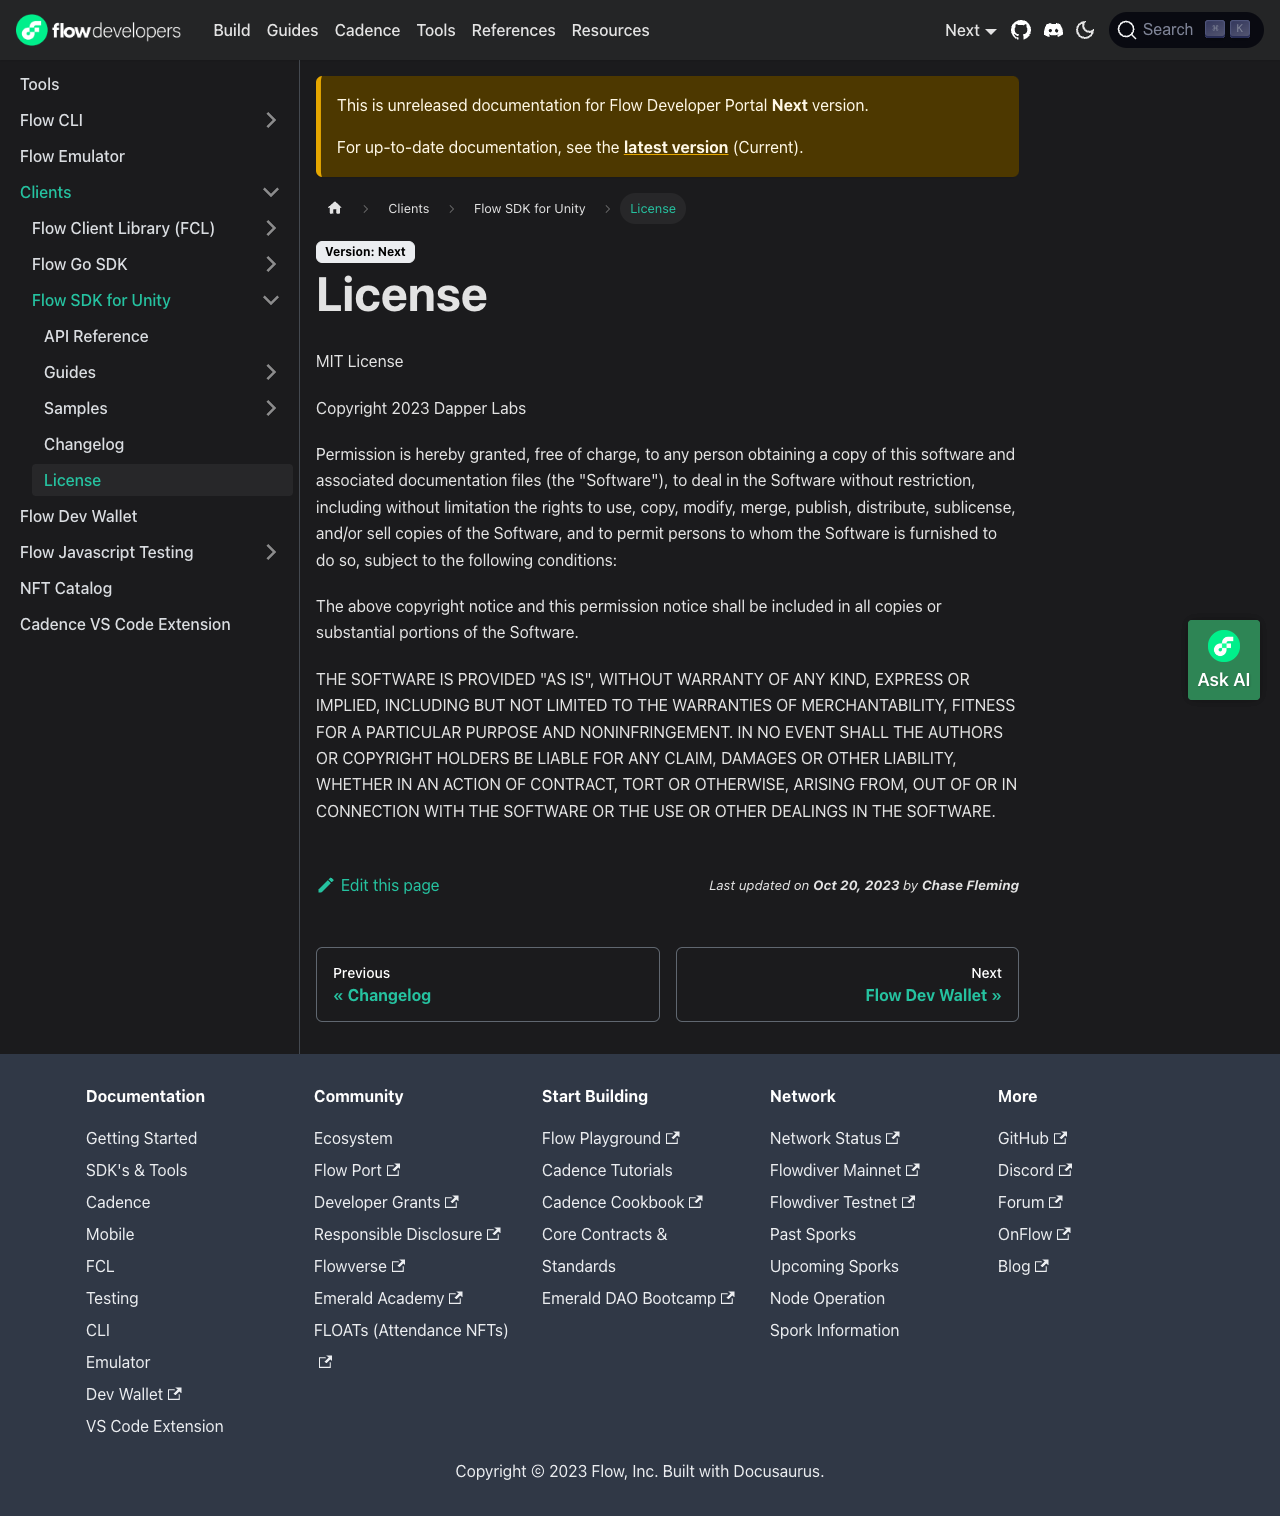 flowdevelopers
Build Guides Cadence Tools References Resources
Next
Search ⌘ K
Tools
Flow CLI
Flow Emulator
Clients
Flow Client Library (FCL)
Flow Go SDK
Flow SDK for Unity
API Reference
Guides
Samples
Changelog
License
Flow Dev Wallet
Flow Javascript Testing
NFT Catalog
Cadence VS Code Extension
This is unreleased documentation for Flow Developer Portal Next version.
For up-to-date documentation, see the latest version (Current).
Clients
Flow SDK for Unity
License
Version: Next
License
MIT License
Copyright 2023 Dapper Labs
Permission is hereby granted, free of charge, to any person obtaining a copy of this software and
associated documentation files (the "Software"), to deal in the Software without restriction,
including without limitation the rights to use, copy, modify, merge, publish, distribute, sublicense,
and/or sell copies of the Software, and to permit persons to whom the Software is furnished to
do so, subject to the following conditions:
The above copyright notice and this permission notice shall be included in all copies or
substantial portions of the Software.
THE SOFTWARE IS PROVIDED "AS IS", WITHOUT WARRANTY OF ANY KIND, EXPRESS OR
IMPLIED, INCLUDING BUT NOT LIMITED TO THE WARRANTIES OF MERCHANTABILITY, FITNESS
FOR A PARTICULAR PURPOSE AND NONINFRINGEMENT. IN NO EVENT SHALL THE AUTHORS
OR COPYRIGHT HOLDERS BE LIABLE FOR ANY CLAIM, DAMAGES OR OTHER LIABILITY,
WHETHER IN AN ACTION OF CONTRACT, TORT OR OTHERWISE, ARISING FROM, OUT OF OR IN
CONNECTION WITH THE SOFTWARE OR THE USE OR OTHER DEALINGS IN THE SOFTWARE.
Edit this page
Last updated on Oct 20, 2023 by Chase Fleming
Previous
« Changelog
Next
Flow Dev Wallet »
Ask AI
Documentation
Getting Started
SDK's & Tools
Cadence
Mobile
FCL
Testing
CLI
Emulator
Dev Wallet
VS Code Extension
Community
Ecosystem
Flow Port
Developer Grants
Responsible Disclosure
Flowverse
Emerald Academy
FLOATs (Attendance NFTs)
Start Building
Flow Playground
Cadence Tutorials
Cadence Cookbook
Core Contracts &
Standards
Emerald DAO Bootcamp
Network
Network Status
Flowdiver Mainnet
Flowdiver Testnet
Past Sporks
Upcoming Sporks
Node Operation
Spork Information
More
GitHub
Discord
Forum
OnFlow
Blog
Copyright © 2023 Flow, Inc. Built with Docusaurus.